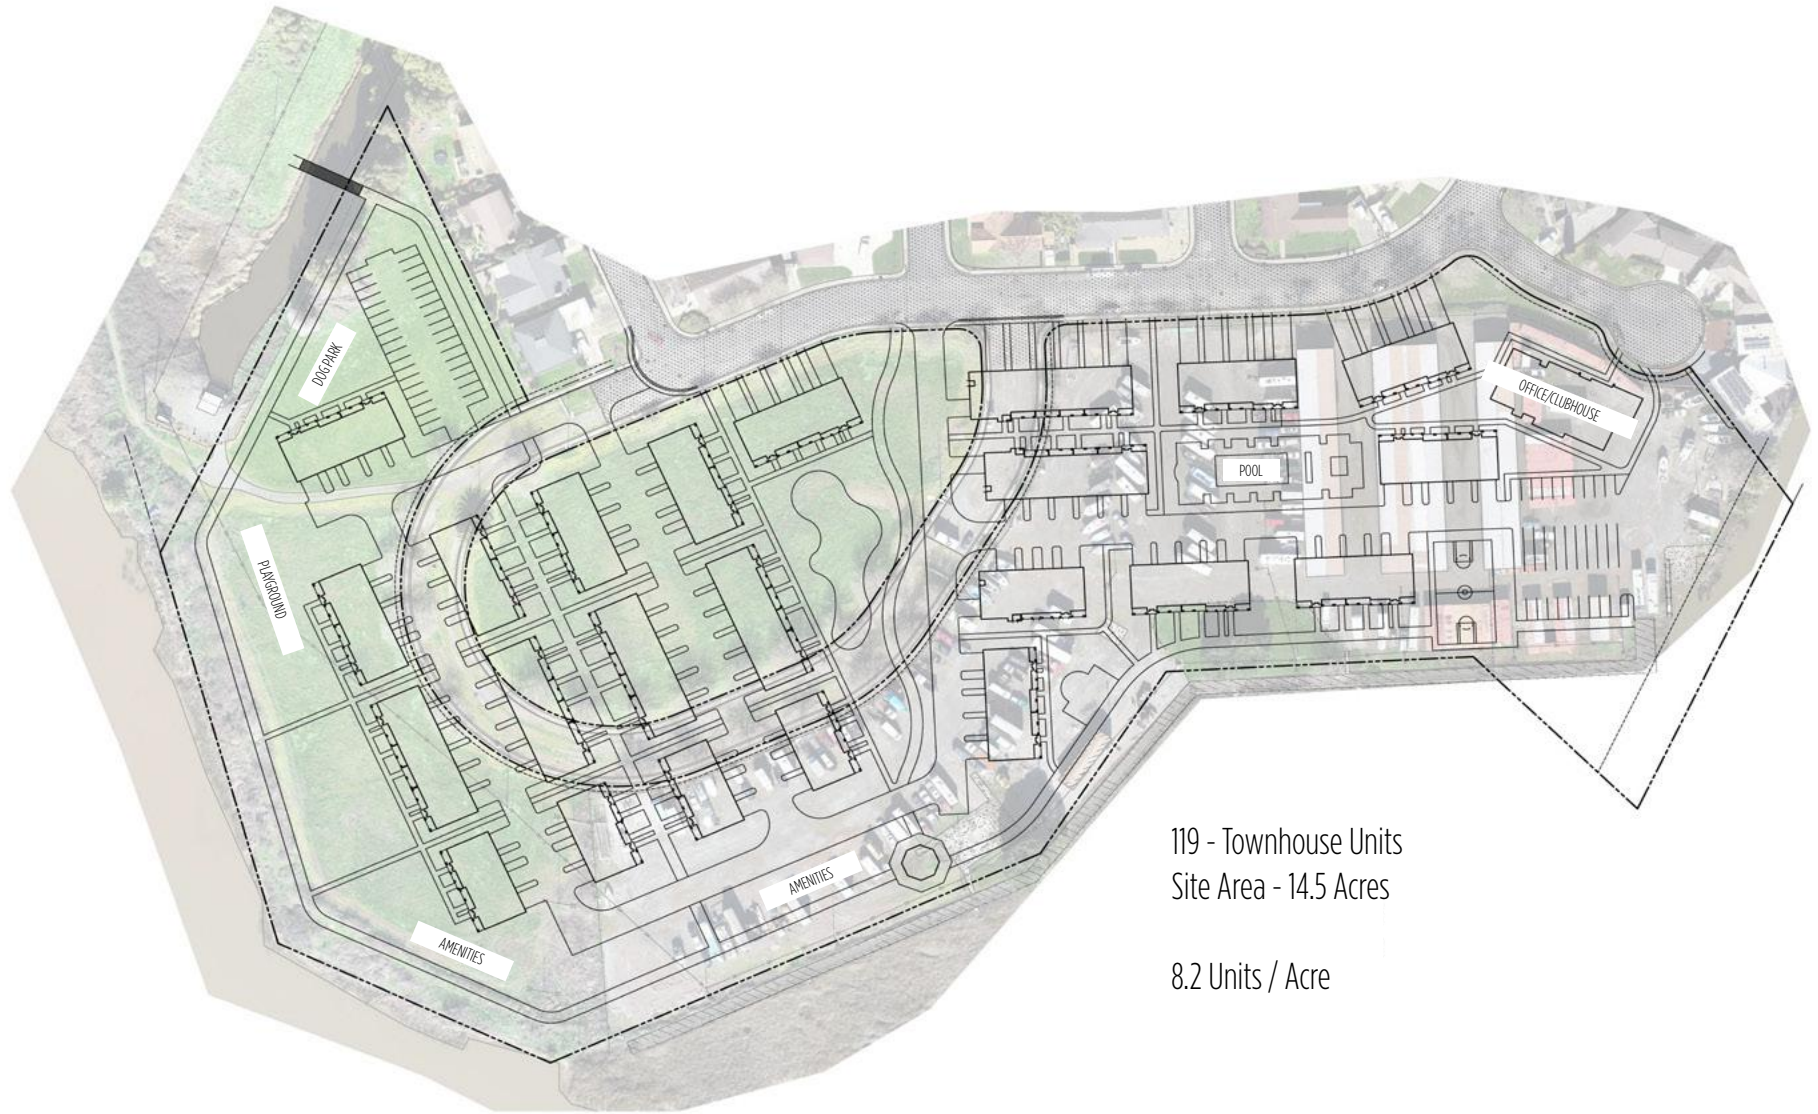 DOG PARK
OFFICE/CLUBHOUSE
POOL
PLAYGROUND
AMENITIES
AMENITIES
119 - Townhouse Units
Site Area - 14.5 Acres
8.2 Units / Acre